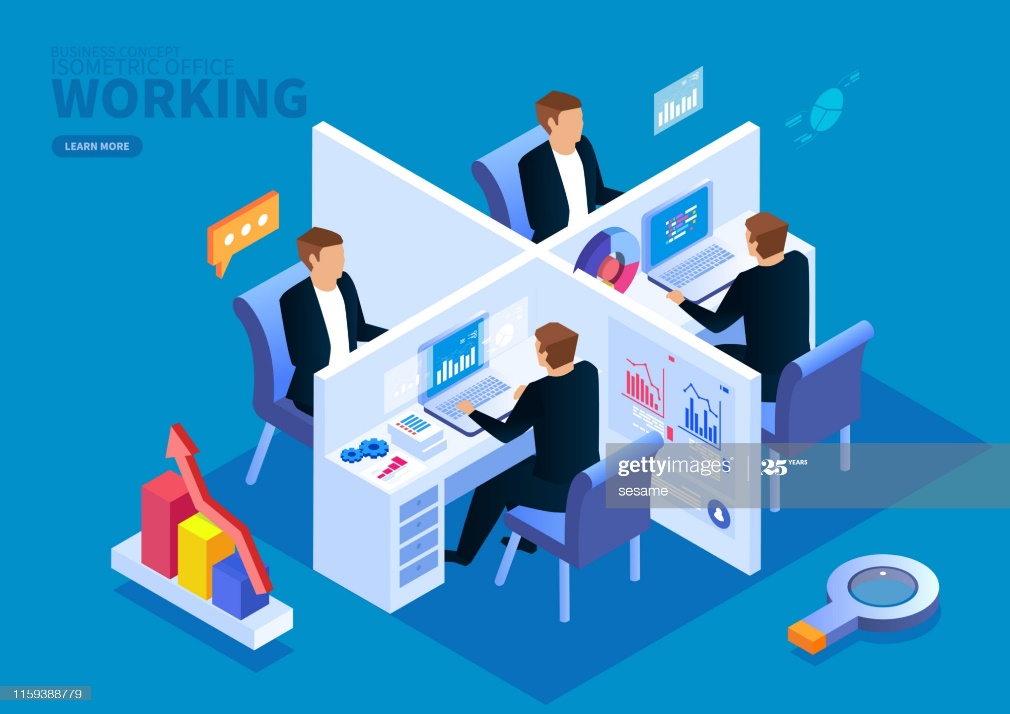 BUSINESS CONCEPT
ISOMETRIC OFFICE
WORKING
LEARN MORE
gettyimages 25 YEARS
sesame
1159388779